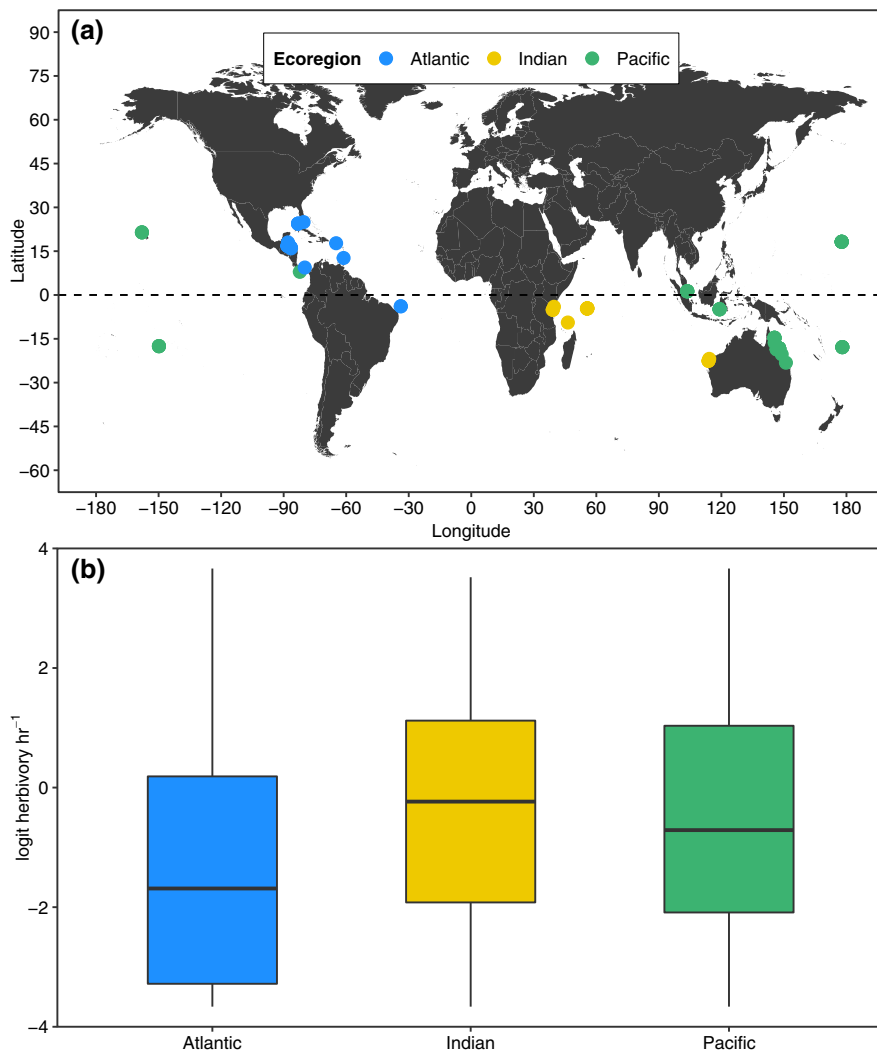 (a)
Ecoregion Atlantic Indian Pacific
90
75
60
45
30
15
0
−15
−30
−45
−60
Latitude
−180 −150 −120 −90 −60 −30 0 30 60 90 120 150 180
Longitude
(b)
4
2
0
−2
−4
logit herbivory hr⁻¹
Atlantic Indian Pacific